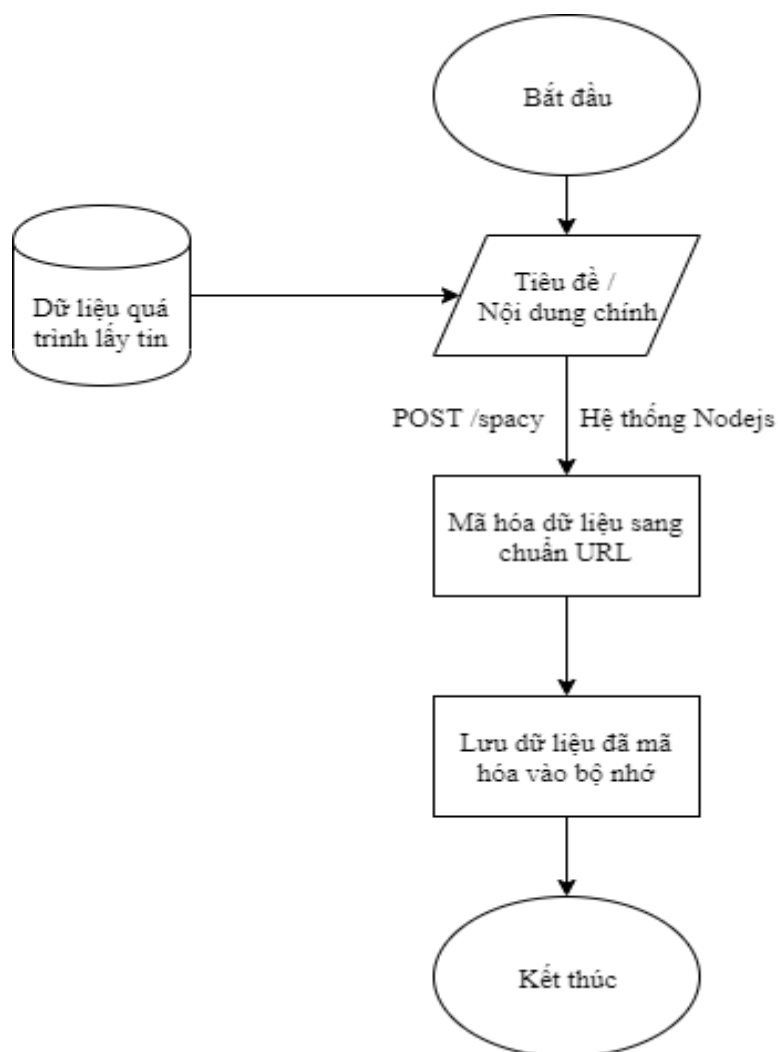 Bắt đầu
Tiêu đề /
Nội dung chính
Dữ liệu quá
trình lấy tin
POST /spacy
Hệ thống Nodejs
Mã hóa dữ liệu sang
chuẩn URL
Lưu dữ liệu đã mã
hóa vào bộ nhớ
Kết thúc